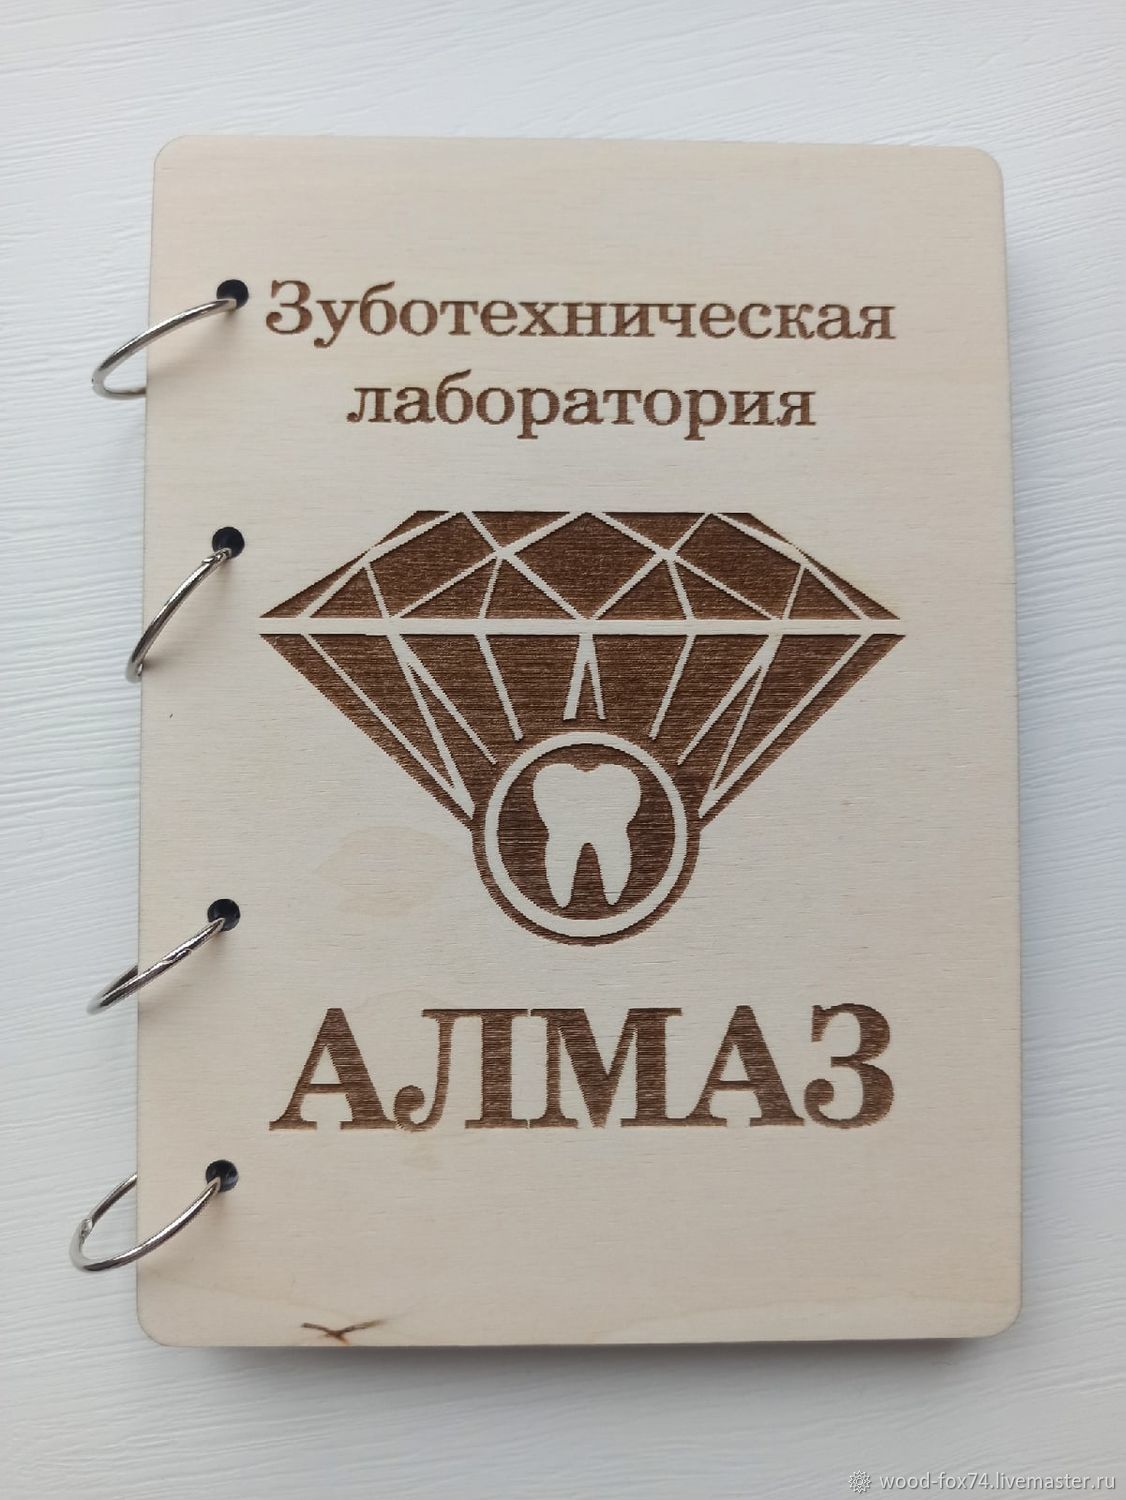 Зуботехническая
лаборатория
АЛМАЗ
wood-fox74.livemaster.ru